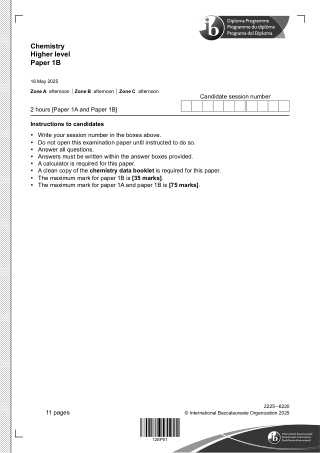 Diploma Programme
Programme du diplôme
Programa del Diploma
Chemistry
Higher level
Paper 1B
16 May 2025
Zone A afternoon | Zone B afternoon | Zone C afternoon
Candidate session number
2 hours [Paper 1A and Paper 1B]
Instructions to candidates
• Write your session number in the boxes above.
• Do not open this examination paper until instructed to do so.
• Answer all questions.
• Answers must be written within the answer boxes provided.
• A calculator is required for this paper.
• A clean copy of the chemistry data booklet is required for this paper.
• The maximum mark for paper 1B is [35 marks].
• The maximum mark for paper 1A and paper 1B is [75 marks].
11 pages
© International Baccalaureate Organization 2025
12EP01